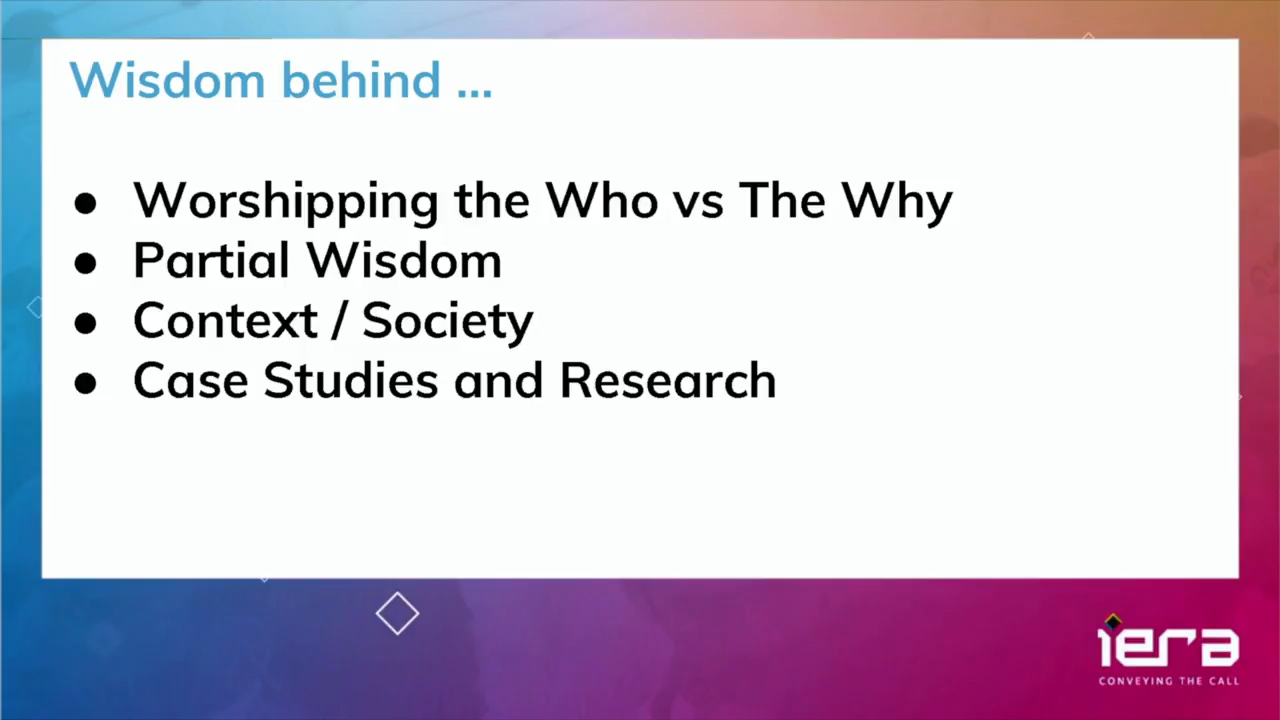 Wisdom behind ...
● Worshipping the Who vs The Why
● Partial Wisdom
● Context / Society
● Case Studies and Research
iera
CONVEYING THE CALL